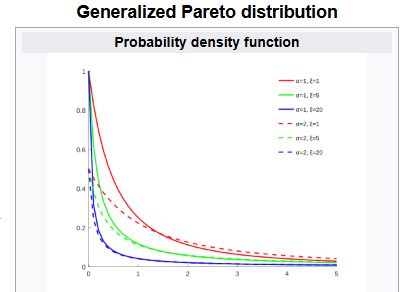 Generalized Pareto distribution
Probability density function
1
0.8
0.6
0.4
0.2
0
0 1 2 3 4 5
σ=1, ξ=1
σ=1, ξ=5
σ=1, ξ=20
σ=2, ξ=1
σ=2, ξ=5
σ=2, ξ=20